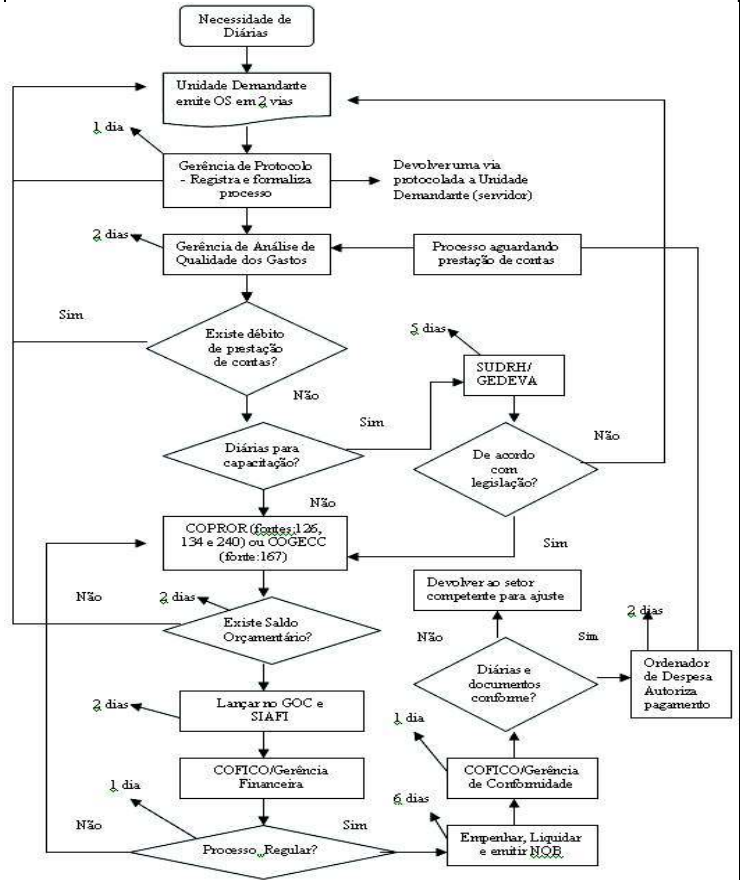 Necessidade de
Diárias
Unidade Demandante
emite OS em 2 vias
1 dia
Gerência de Protocolo
- Registra e formaliza
processo
Devolver uma via
protocolada a Unidade
Demandante (servidor)
2 dias
Gerência de Análise de
Qualidade dos Gastos
Processo aguardando
prestação de contas
Sim
Existe débito
de prestação
de contas?
5 dias
SUDRH/
GEDEVA
Não
Sim
Diárias para
capacitação?
De acordo
com
legislação?
Não
Não
COPROR (fontes:126,
134 e 240) ou COGECC
(fonte:167)
Sim
Devolver ao setor
competente para ajuste
Não
2 dias
Existe Saldo
Orçamentário?
2 dias
Não
Sim
Diárias e
documentos
conforme?
Ordenador
de Despesa
Autoriza
pagamento
2 dias
Lançar no GOC e
SIAFI
1 dia
COFICO/Gerência
Financeira
COFICO/Gerência
de Conformidade
1 dia
6 dias
Não
Sim
Processo Regular?
Empenhar, Liquidar
e emitir NOB